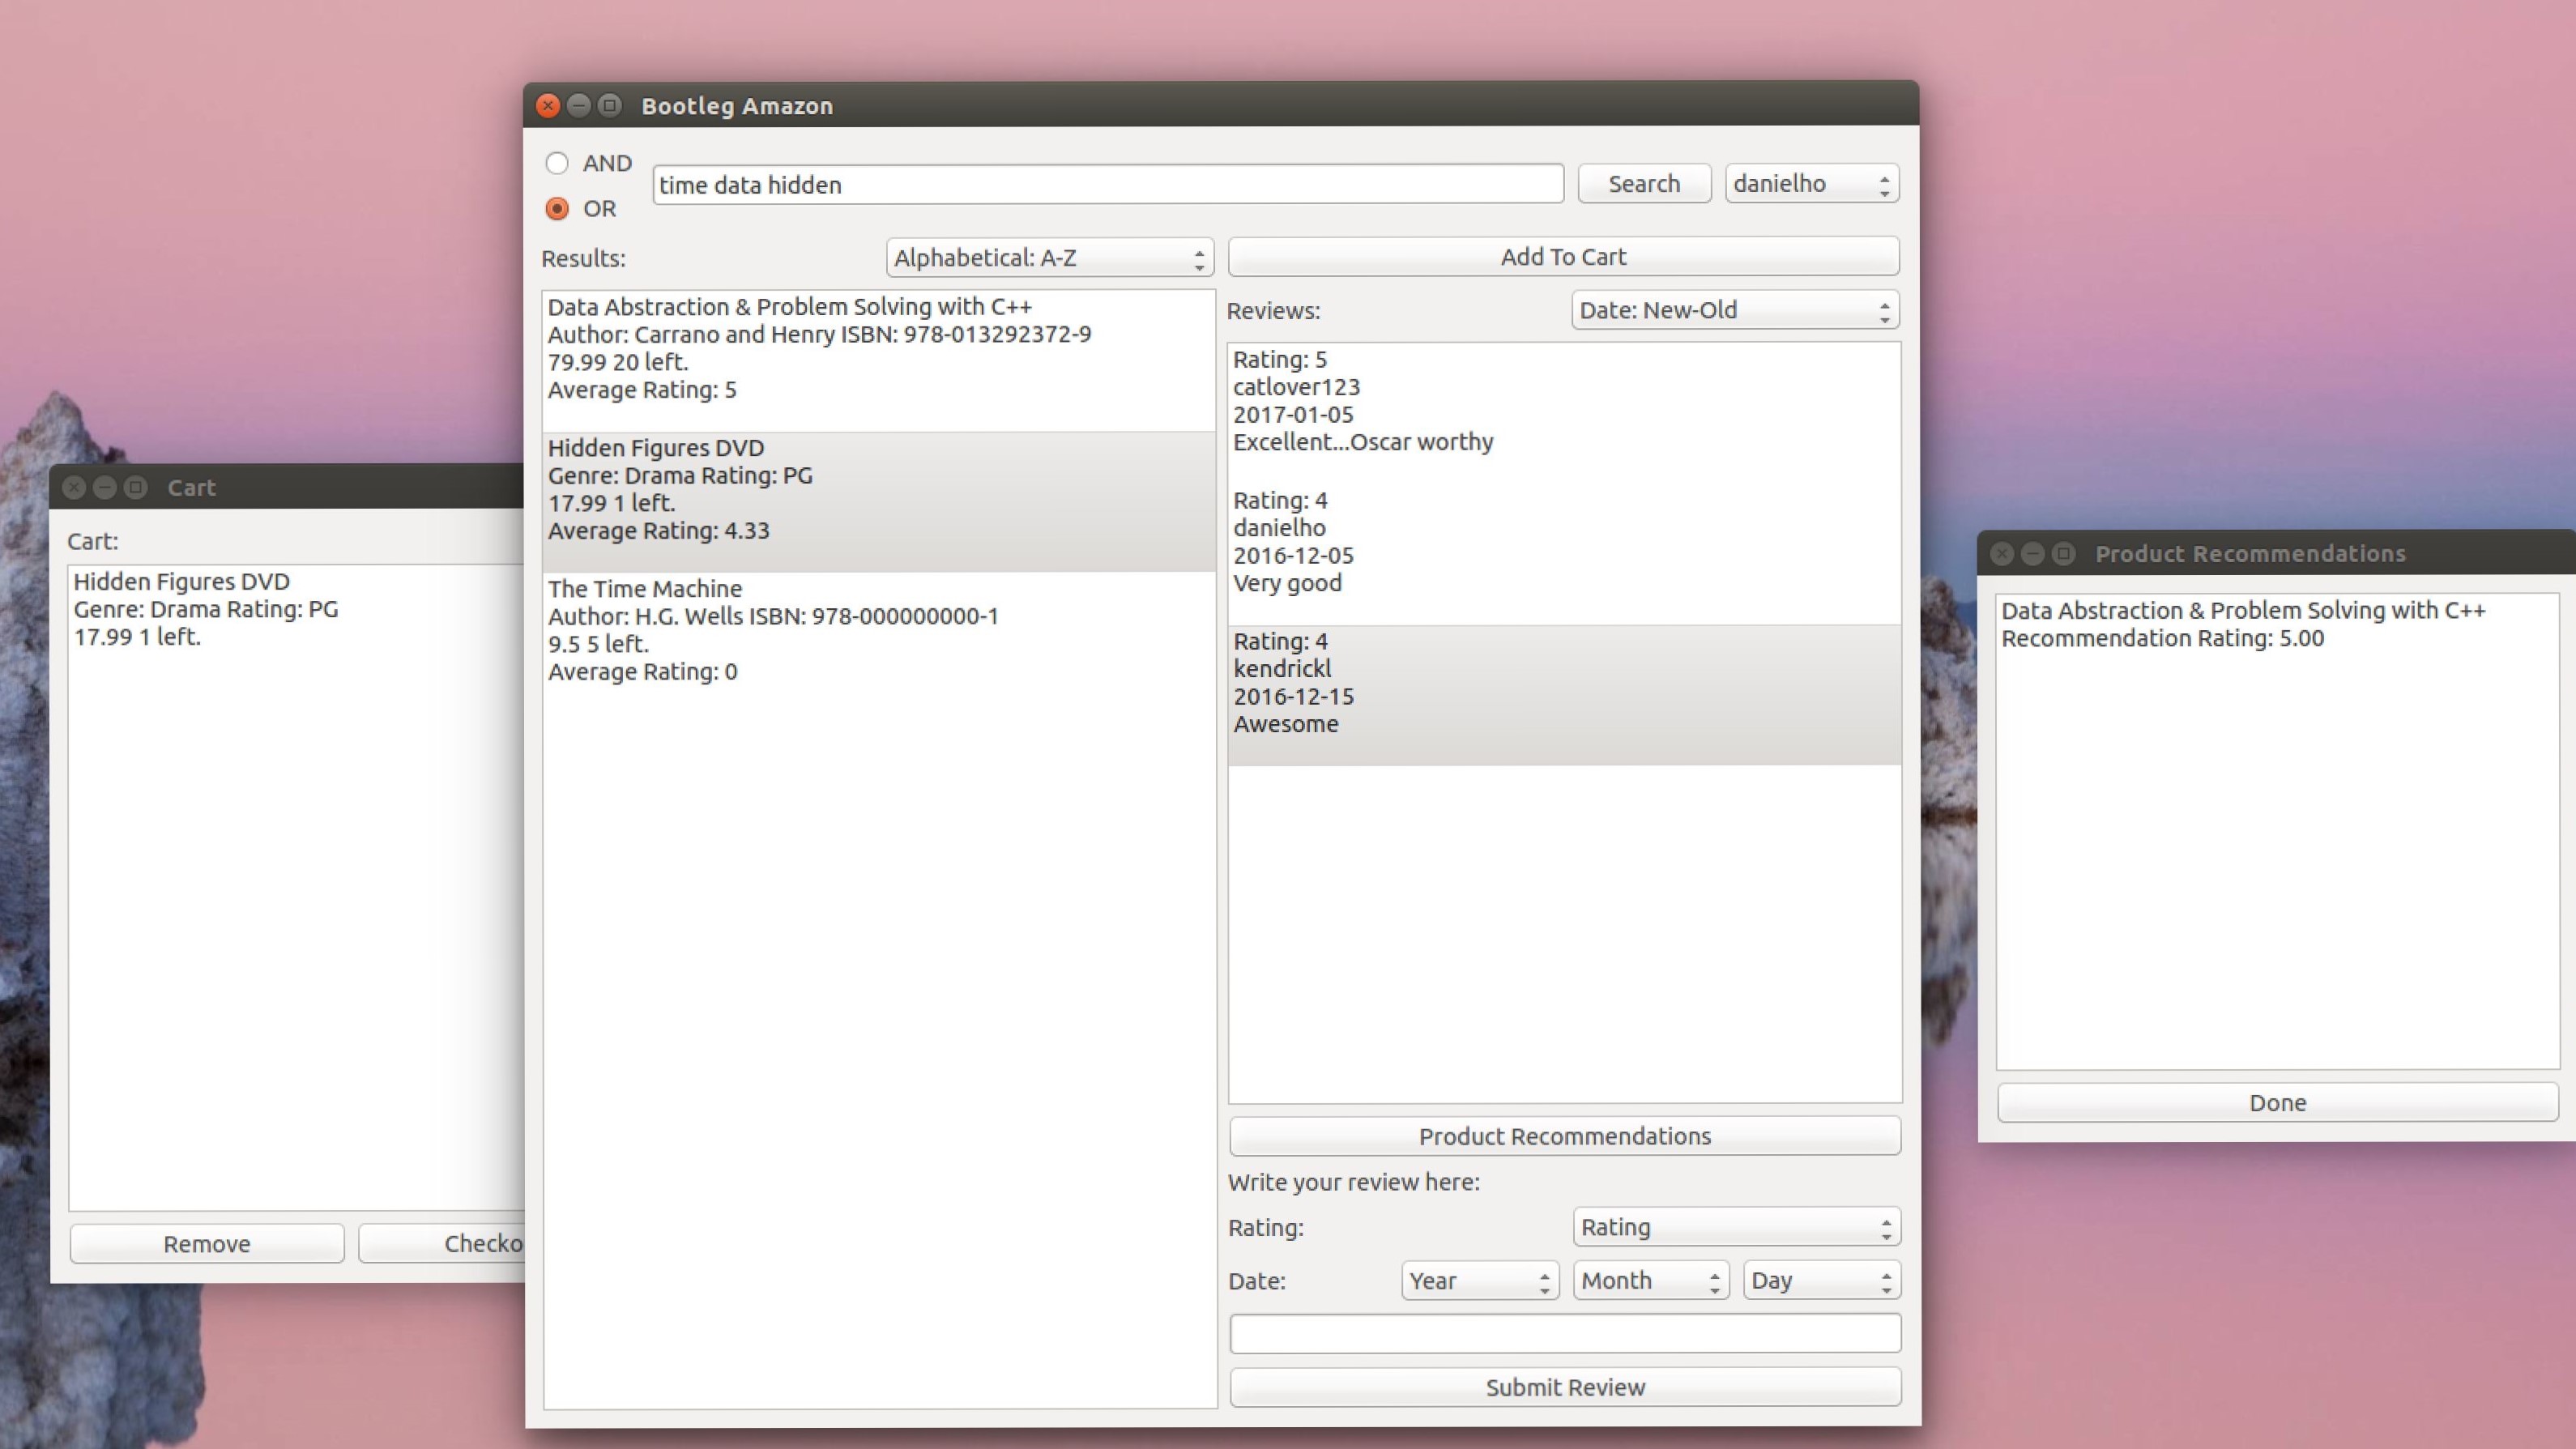 Bootleg Amazon
AND
OR
time data hidden
Search
danielho
Results:
Alphabetical: A-Z
Add To Cart
Data Abstraction & Problem Solving with C++
Author: Carrano and Henry ISBN: 978-013292372-9
79.99 20 left.
Average Rating: 5
Hidden Figures DVD
Genre: Drama Rating: PG
17.99 1 left.
Average Rating: 4.33
The Time Machine
Author: H.G. Wells ISBN: 978-000000000-1
9.5 5 left.
Average Rating: 0
Reviews:
Date: New-Old
Rating: 5
catlover123
2017-01-05
Excellent...Oscar worthy
Rating: 4
danielho
2016-12-05
Very good
Rating: 4
kendrickl
2016-12-15
Awesome
Product Recommendations
Write your review here:
Rating:
Rating
Date:
Year
Month
Day
Submit Review
Cart
Cart:
Hidden Figures DVD
Genre: Drama Rating: PG
17.99 1 left.
Remove
Checko
Product Recommendations
Data Abstraction & Problem Solving with C++
Recommendation Rating: 5.00
Done